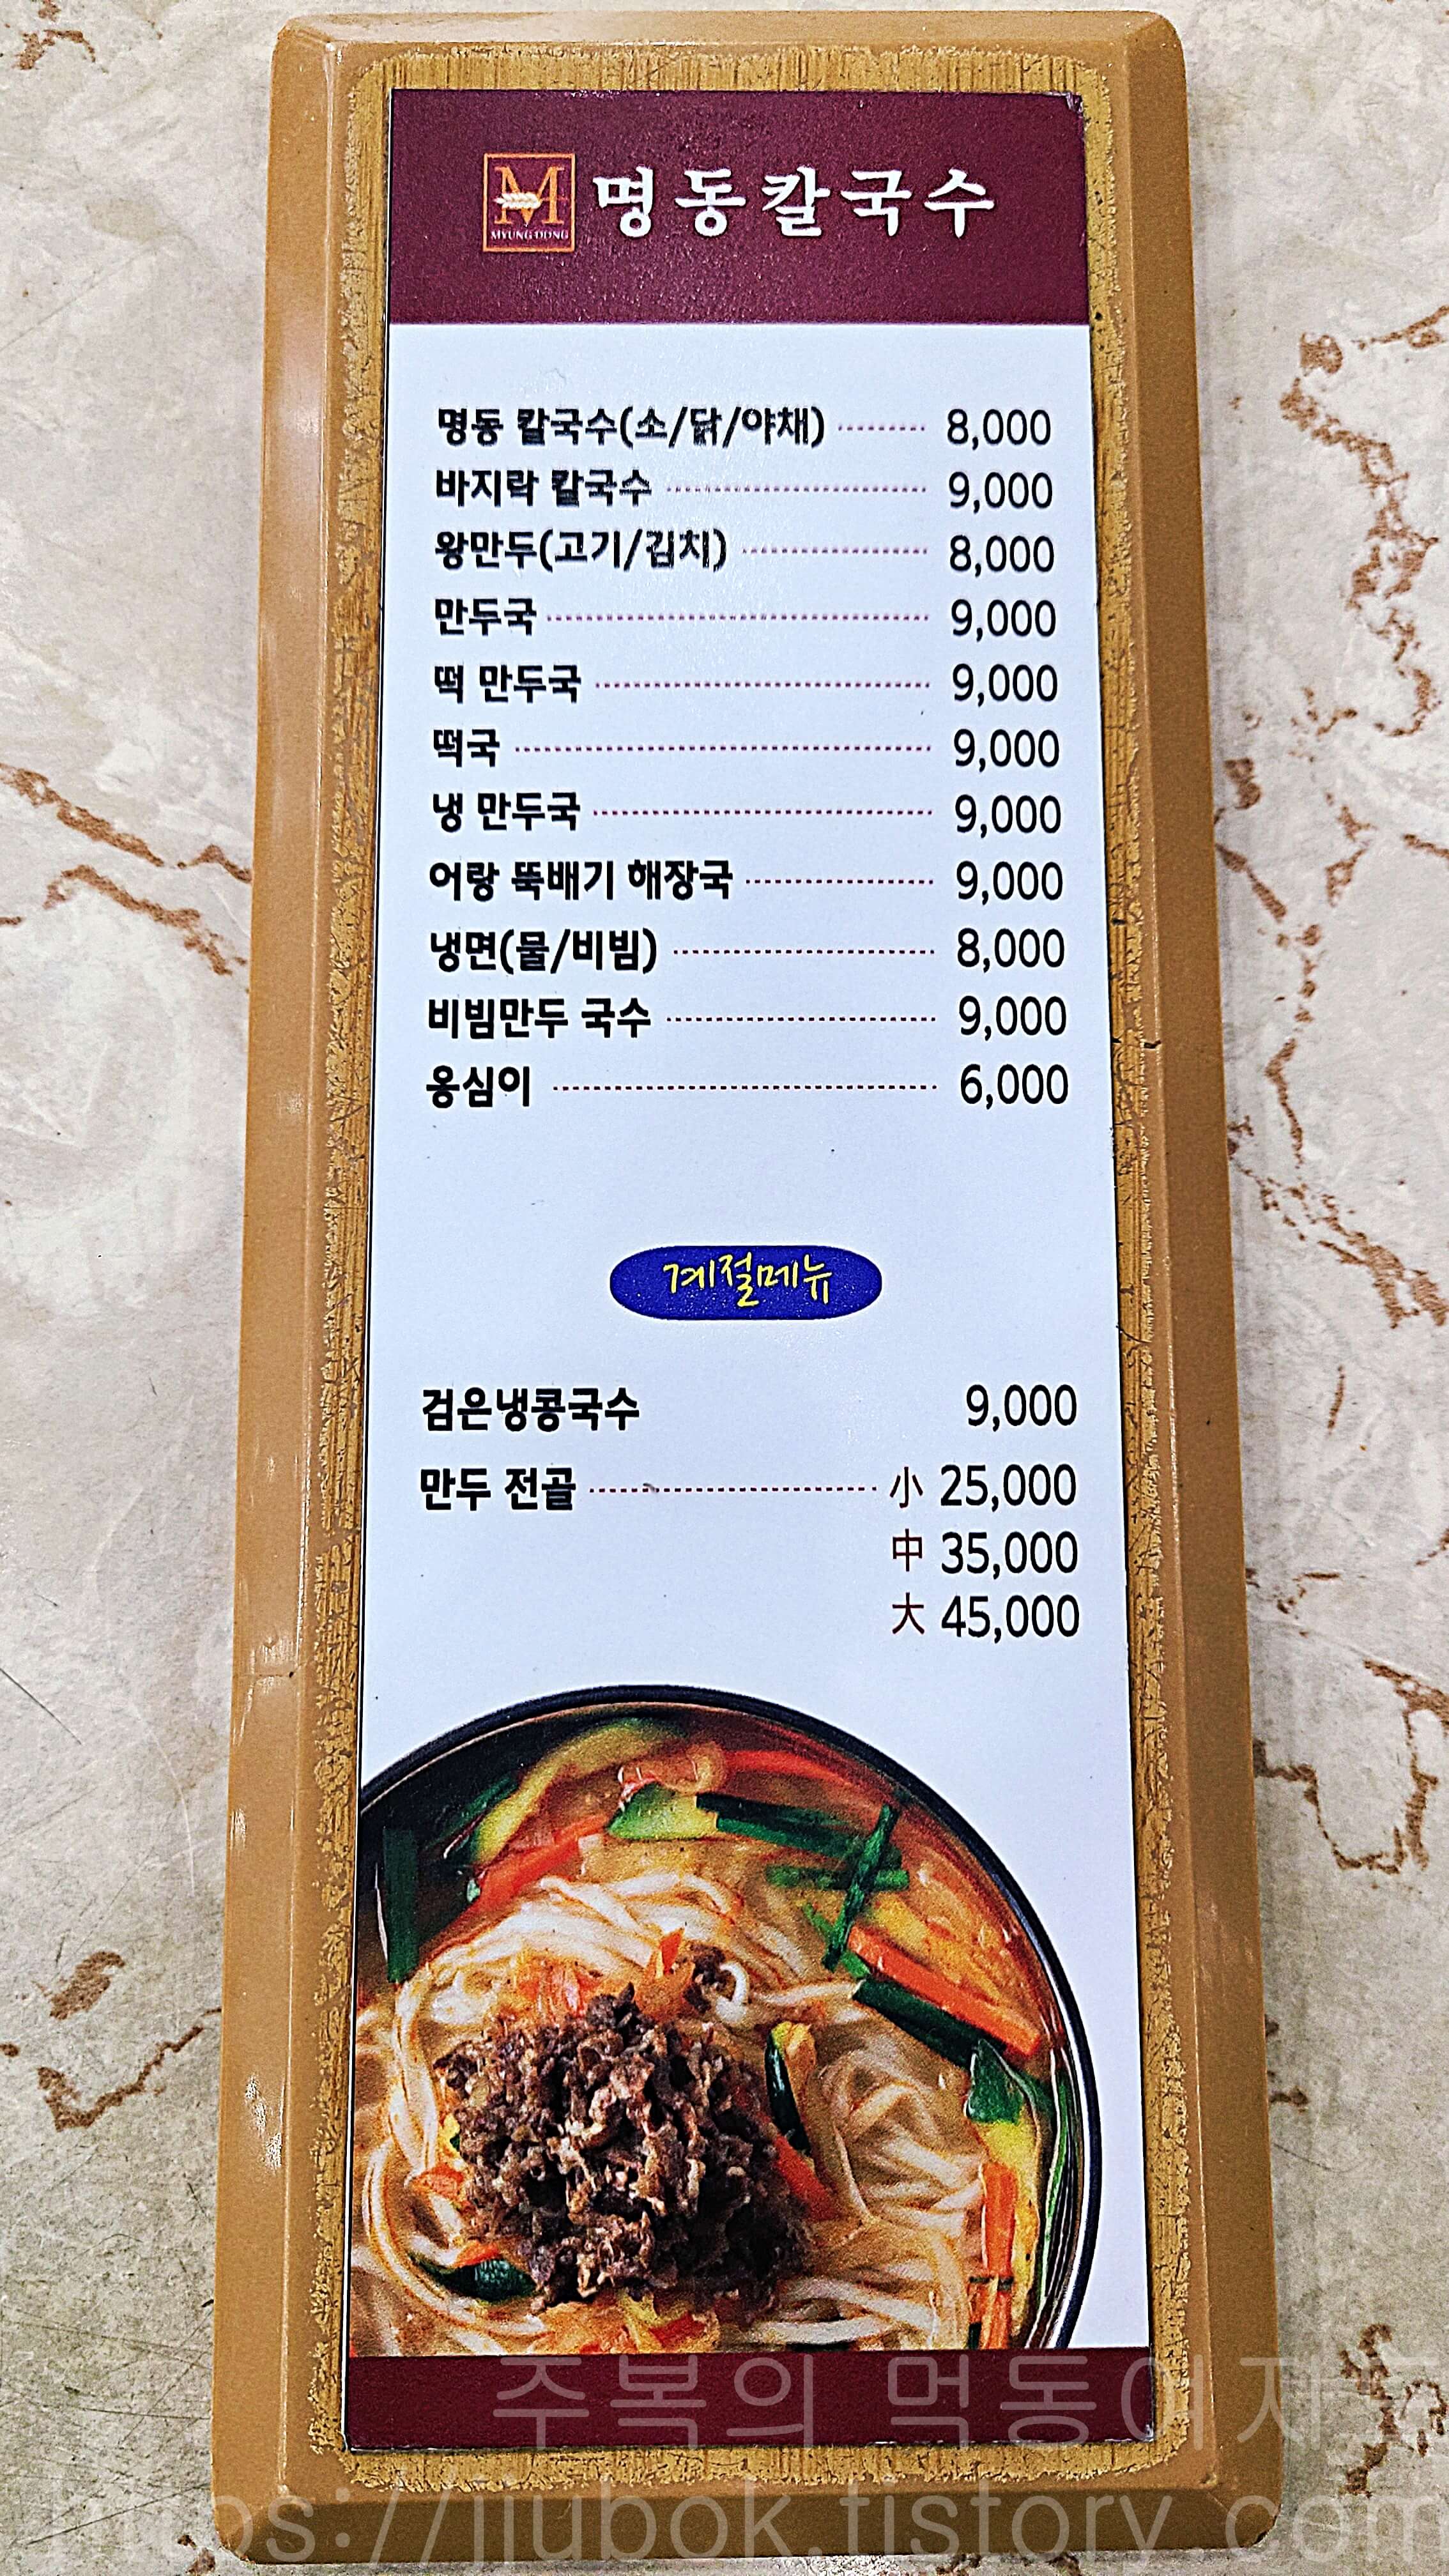 M
MYUNG DONG
명동칼국수
명동 칼국수(소/닭/야채) 8,000
바지락 칼국수 9,000
왕만두(고기/김치) 8,000
만두국 9,000
떡 만두국 9,000
떡국 9,000
냉 만두국 9,000
어랑 뚝배기 해장국 9,000
냉면(물/비빔) 8,000
비빔만두 국수 9,000
옹심이 6,000
계절메뉴
검은냉콩국수 9,000
만두 전골 小 25,000
中 35,000
大 45,000
주복의 먹동여재도
https://jiubok.tistory.com